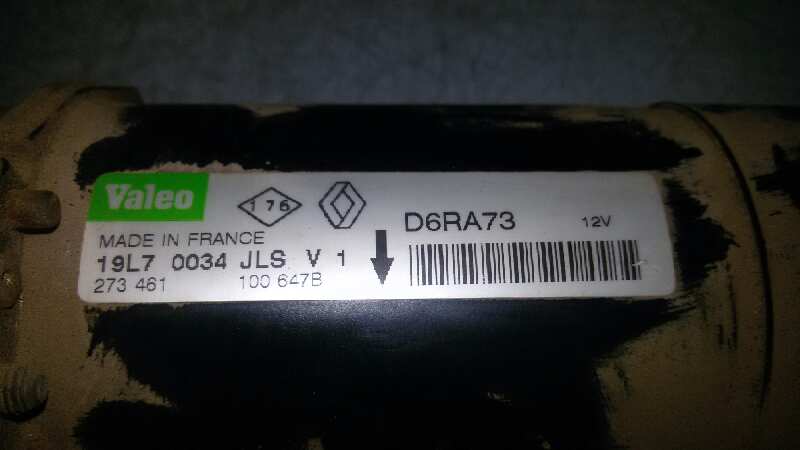 Valeo 176 D6RA73 12V
MADE IN FRANCE
19L7 0034 JLS V 1
273 461 100 647B